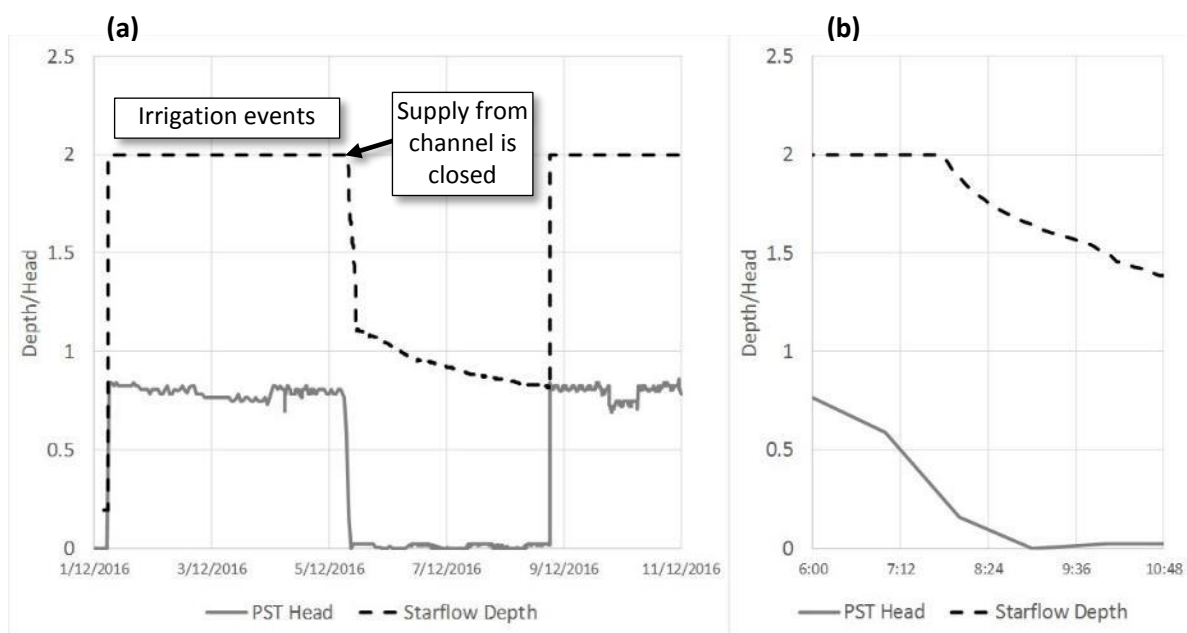 (a)
2.5
2
1.5
1
0.5
0
Depth/Head
Irrigation events
Supply from
channel is
closed
1/12/2016 3/12/2016 5/12/2016 7/12/2016 9/12/2016 11/12/2016
PST Head Starflow Depth
(b)
2.5
2
1.5
1
0.5
0
Depth/Head
6:00 7:12 8:24 9:36 10:48
PST Head Starflow Depth